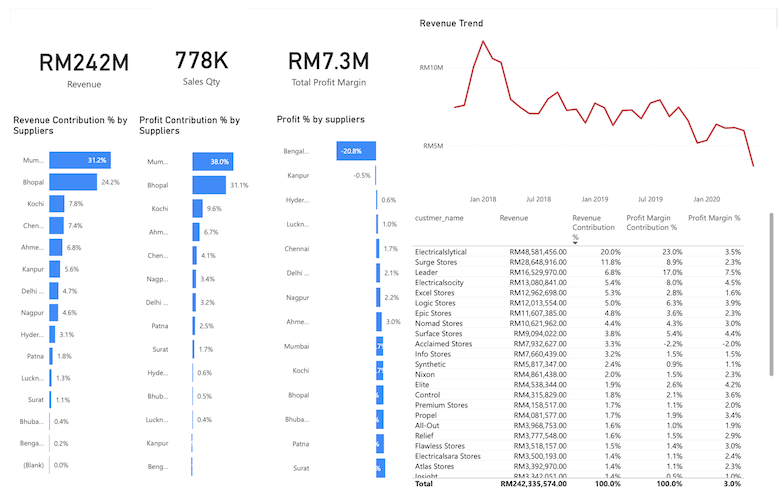 Revenue Trend
RM242M
Revenue
778K
Sales Qty
RM7.3M
Total Profit Margin
RM10M
RM5M
Jan 2018
Jul 2018
Jan 2019
Jul 2019
Jan 2020
Revenue Contribution % by
Suppliers
Mum... 31.2%
Bhopal 24.2%
Kochi 7.8%
Chen... 7.4%
Ahme... 6.8%
Kanpur 5.6%
Delhi ... 4.7%
Nagpur 4.6%
Hyder... 3.1%
Patna 1.8%
Luckn... 1.3%
Surat 1.1%
Bhuba... 0.4%
Benga... 0.2%
(Blank) 0.0%
Profit Contribution % by
Suppliers
Mum... 38.0%
Bhopal 31.1%
Kochi 9.6%
Ahm... 6.7%
Chen... 4.1%
Nagp... 3.4%
Delhi ... 3.2%
Patna 2.5%
Surat 1.7%
Hyde... 0.6%
Bhub... 0.5%
Luckn... 0.4%
Kanpur
Beng...
Profit % by suppliers
Bengal... -20.8%
Kanpur -0.5%
Hyder... 0.6%
Luckn... 1.0%
Chennai 1.7%
Delhi ... 2.1%
Nagpur 2.2%
Ahme... 3.0%
Mumbai
Kochi
Bhopal
Bhuba...
Patna
Surat
custmer_name Revenue Revenue Contribution % Profit Margin Contribution % Profit Margin %
Electricalslytical RM48,581,456.00 20.0% 23.0% 3.5%
Surge Stores RM28,648,916.00 11.8% 8.9% 2.3%
Leader RM16,529,970.00 6.8% 17.0% 7.5%
Electricalsocity RM13,080,841.00 5.4% 8.0% 4.5%
Excel Stores RM12,962,698.00 5.3% 2.8% 1.6%
Logic Stores RM12,013,554.00 5.0% 6.3% 3.9%
Epic Stores RM11,607,385.00 4.8% 3.6% 2.3%
Nomad Stores RM10,621,962.00 4.4% 4.3% 3.0%
Surface Stores RM9,094,022.00 3.8% 5.4% 4.4%
Acclaimed Stores RM7,932,627.00 3.3% -2.2% -2.0%
Info Stores RM7,660,439.00 3.2% 1.5% 1.5%
Synthetic RM5,817,347.00 2.4% 0.9% 1.1%
Nixon RM4,861,438.00 2.0% 1.5% 2.3%
Elite RM4,538,344.00 1.9% 2.6% 4.2%
Control RM4,315,829.00 1.8% 2.1% 3.6%
Premium Stores RM4,158,517.00 1.7% 1.1% 2.0%
Propel RM4,081,577.00 1.7% 1.9% 3.4%
All-Out RM3,968,753.00 1.6% 1.0% 1.9%
Relief RM3,777,548.00 1.6% 1.5% 2.9%
Flawless Stores RM3,518,157.00 1.5% 1.4% 3.0%
Electricalsara Stores RM3,500,193.00 1.4% 1.1% 2.4%
Atlas Stores RM3,392,970.00 1.4% 1.1% 2.3%
Insight RM3,342,051.00 1.4% 0.5% 1.0%
Total RM242,335,574.00 100.0% 100.0% 3.0%